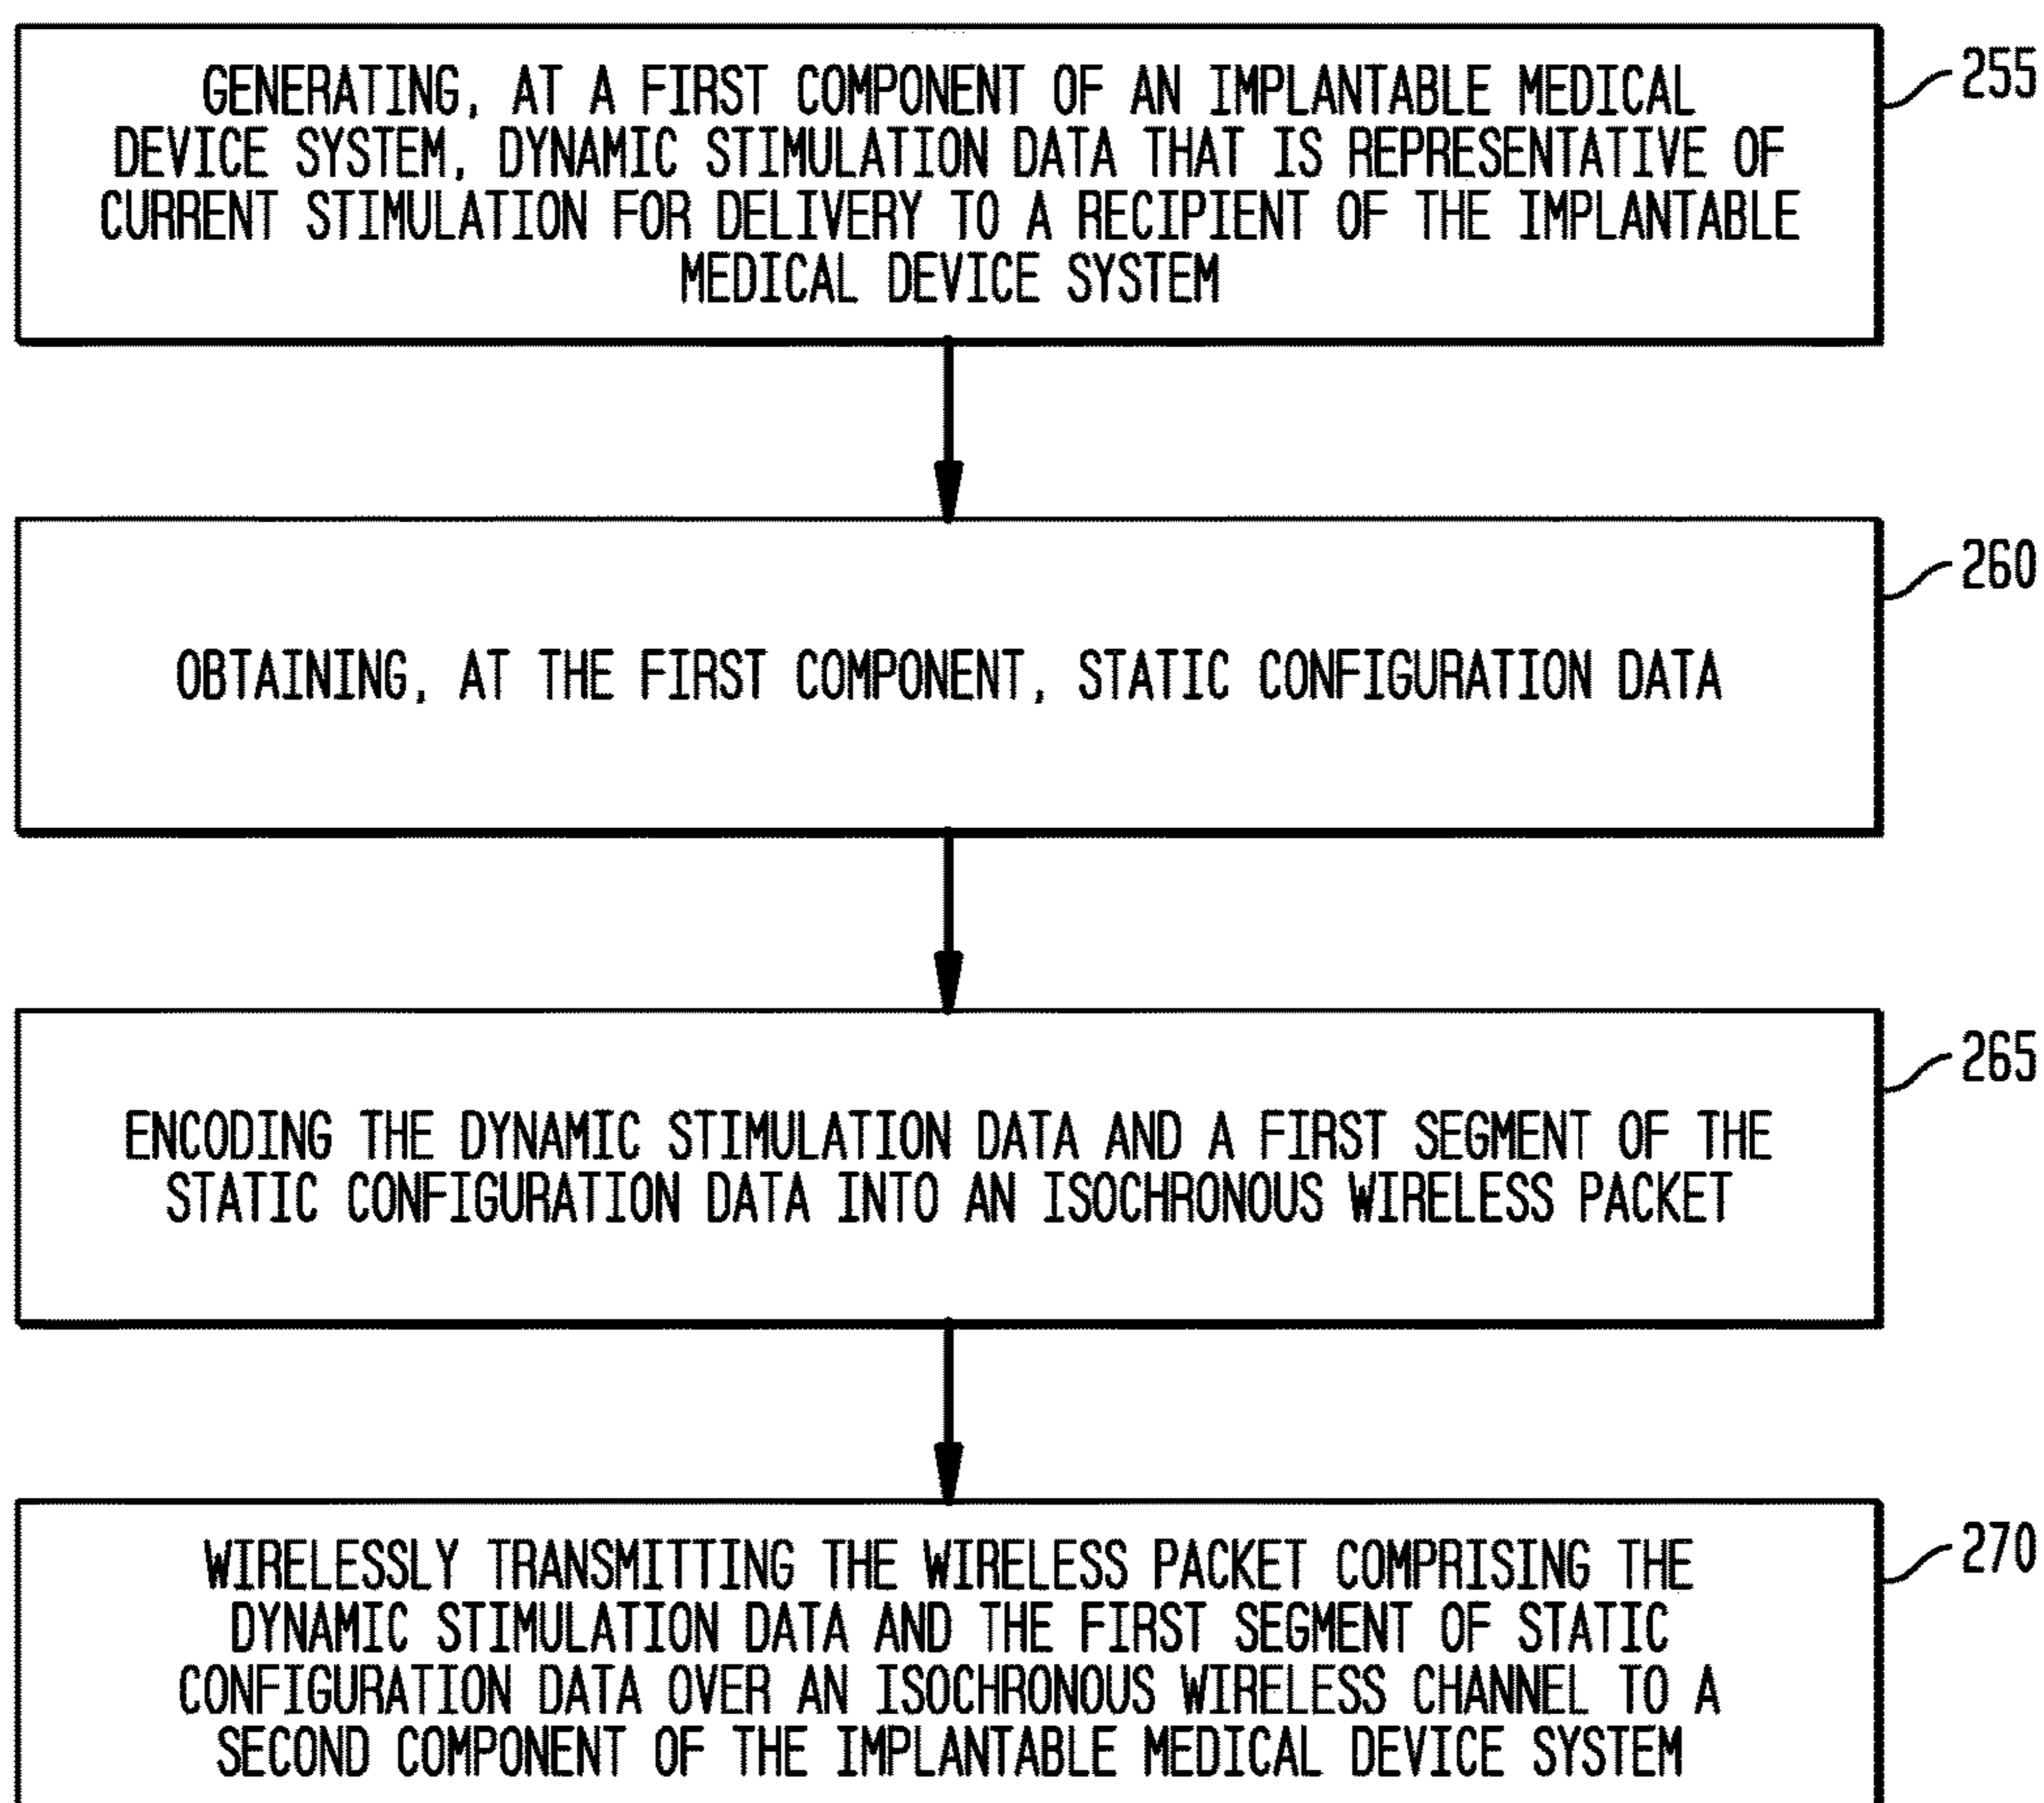 GENERATING, AT A FIRST COMPONENT OF AN IMPLANTABLE MEDICAL
DEVICE SYSTEM, DYNAMIC STIMULATION DATA THAT IS REPRESENTATIVE OF
CURRENT STIMULATION FOR DELIVERY TO A RECIPIENT OF THE IMPLANTABLE
MEDICAL DEVICE SYSTEM
255
OBTAINING, AT THE FIRST COMPONENT, STATIC CONFIGURATION DATA
260
ENCODING THE DYNAMIC STIMULATION DATA AND A FIRST SEGMENT OF THE
STATIC CONFIGURATION DATA INTO AN ISOCHRONOUS WIRELESS PACKET
265
WIRELESSLY TRANSMITTING THE WIRELESS PACKET COMPRISING THE
DYNAMIC STIMULATION DATA AND THE FIRST SEGMENT OF STATIC
CONFIGURATION DATA OVER AN ISOCHRONOUS WIRELESS CHANNEL TO A
SECOND COMPONENT OF THE IMPLANTABLE MEDICAL DEVICE SYSTEM
270